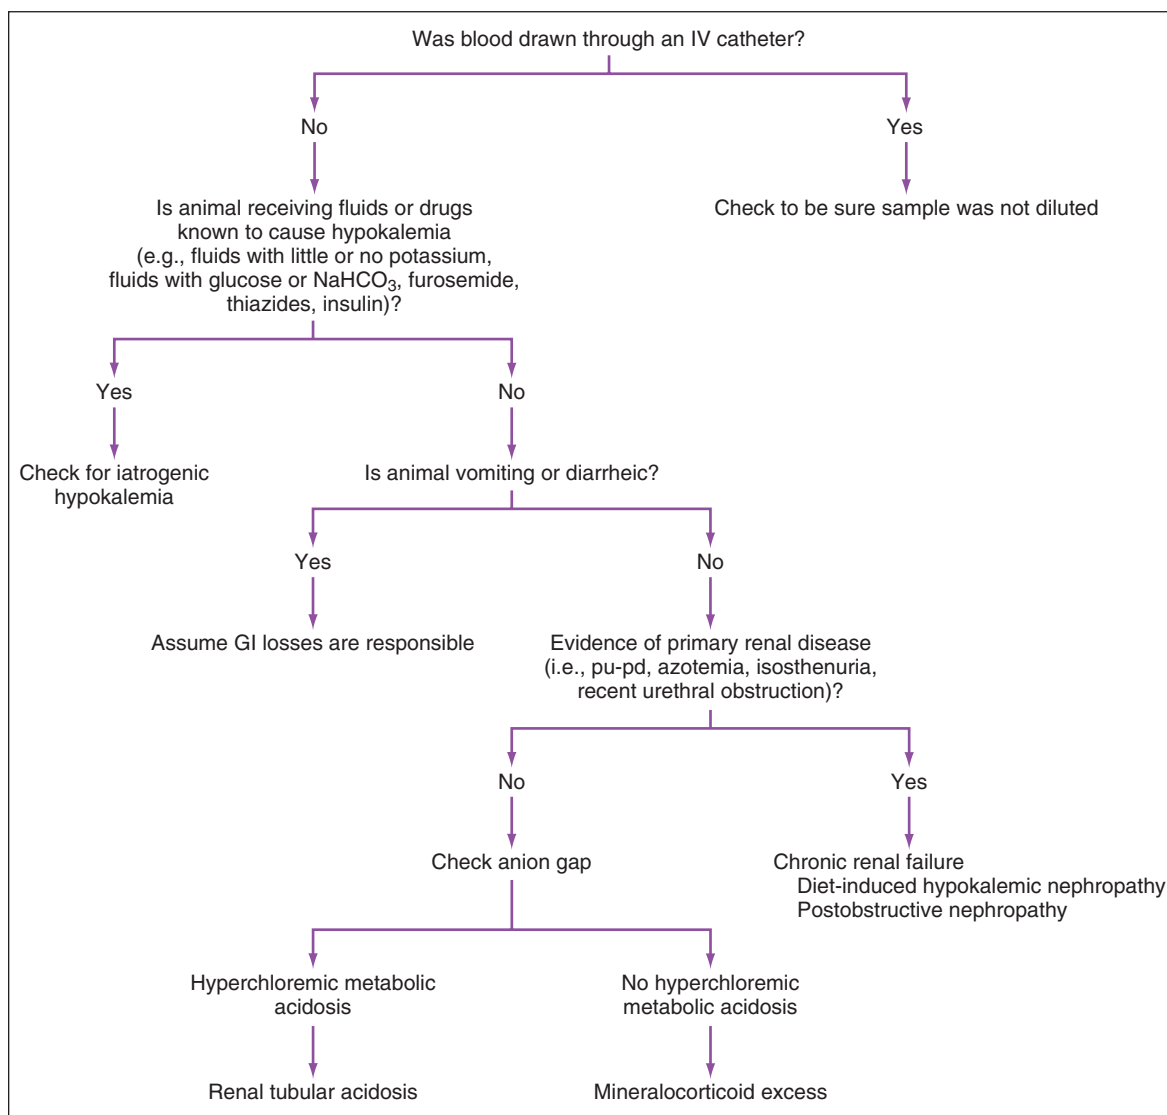 Was blood drawn through an IV catheter?
No
Yes
Is animal receiving fluids or drugs
known to cause hypokalemia
(e.g., fluids with little or no potassium,
fluids with glucose or NaHCO₃, furosemide,
thiazides, insulin)?
Check to be sure sample was not diluted
Yes
No
Check for iatrogenic
hypokalemia
Is animal vomiting or diarrheic?
Yes
No
Assume GI losses are responsible
Evidence of primary renal disease
(i.e., pu-pd, azotemia, isosthenuria,
recent urethral obstruction)?
No
Yes
Check anion gap
Chronic renal failure
Diet-induced hypokalemic nephropathy
Postobstructive nephropathy
Hyperchloremic metabolic
acidosis
No hyperchloremic
metabolic acidosis
Renal tubular acidosis
Mineralocorticoid excess